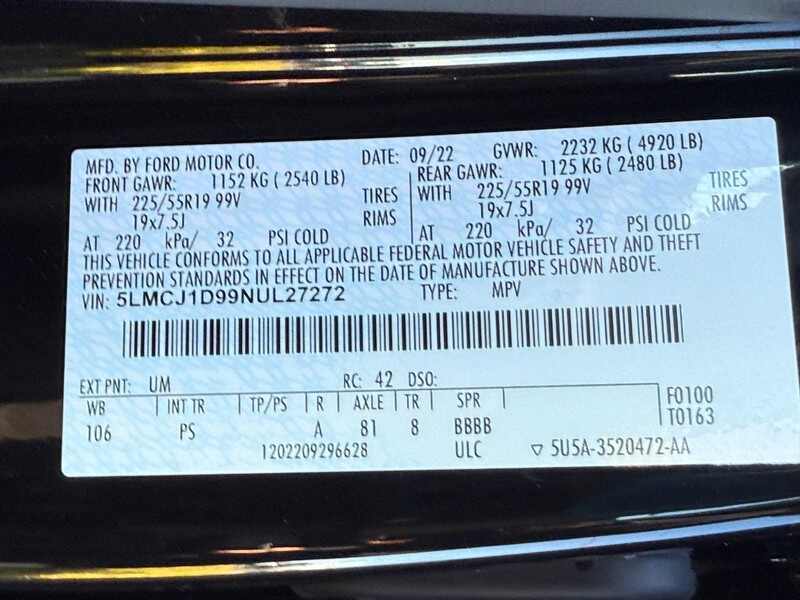 MFD. BY FORD MOTOR CO. DATE: 09/22 GVWR: 2232 KG ( 4920 LB)
FRONT GAWR: 1152 KG ( 2540 LB) REAR GAWR: 1125 KG ( 2480 LB)
WITH 225/55R19 99V TIRES WITH 225/55R19 99V TIRES
19x7.5J RIMS 19x7.5J RIMS
AT 220 kPa/ 32 PSI COLD AT 220 kPa/ 32 PSI COLD
THIS VEHICLE CONFORMS TO ALL APPLICABLE FEDERAL MOTOR VEHICLE SAFETY AND THEFT
PREVENTION STANDARDS IN EFFECT ON THE DATE OF MANUFACTURE SHOWN ABOVE.
VIN: 5LMCJ1D99NUL27272 TYPE: MPV
EXT PNT: UM RC: 42 DSO:
WB INT TR TP/PS R AXLE TR SPR F0100
106 PS A 81 8 BBBB T0163
1202209296628 ULC ▽ 5U5A-3520472-AA